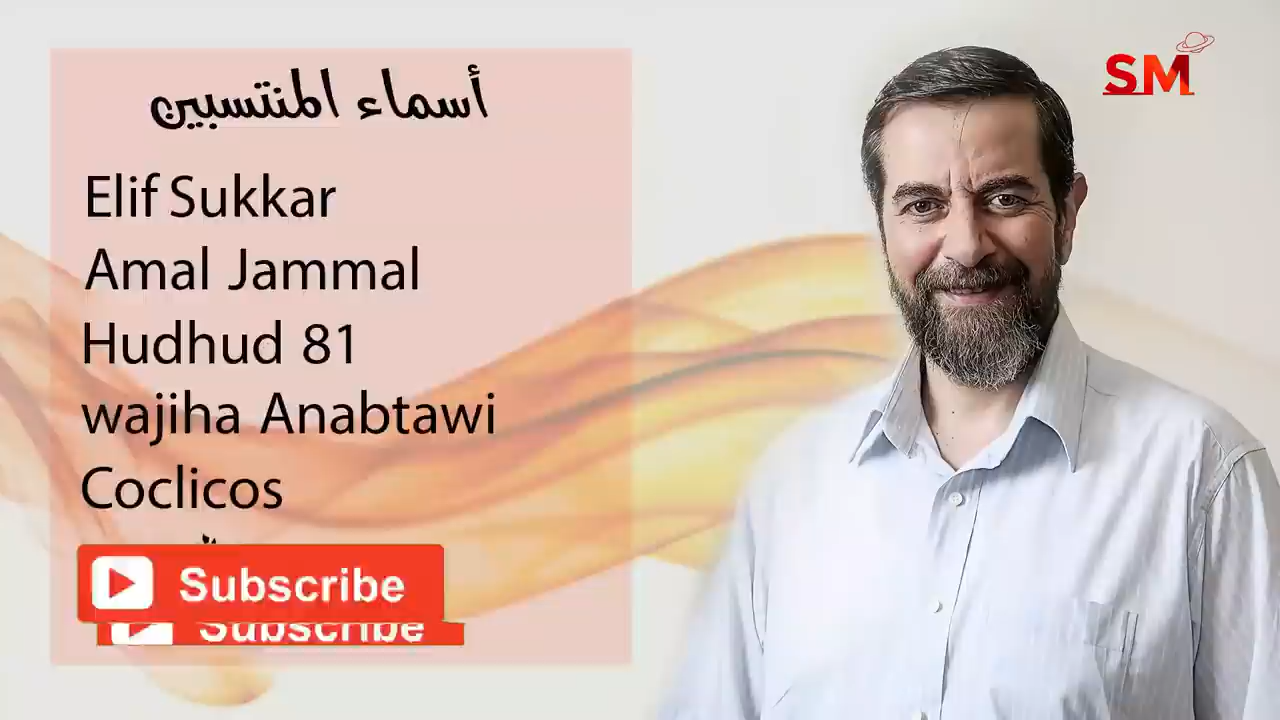 أسماء المنتسبين
SM
Elif Sukkar
Amal Jammal
Hudhud 81
wajiha Anabtawi
Coclicos
Subscribe
Subscribe